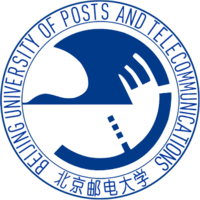 BEIJING UNIVERSITY OF POSTS AND TELECOMMUNICATIONS
北京邮电大学